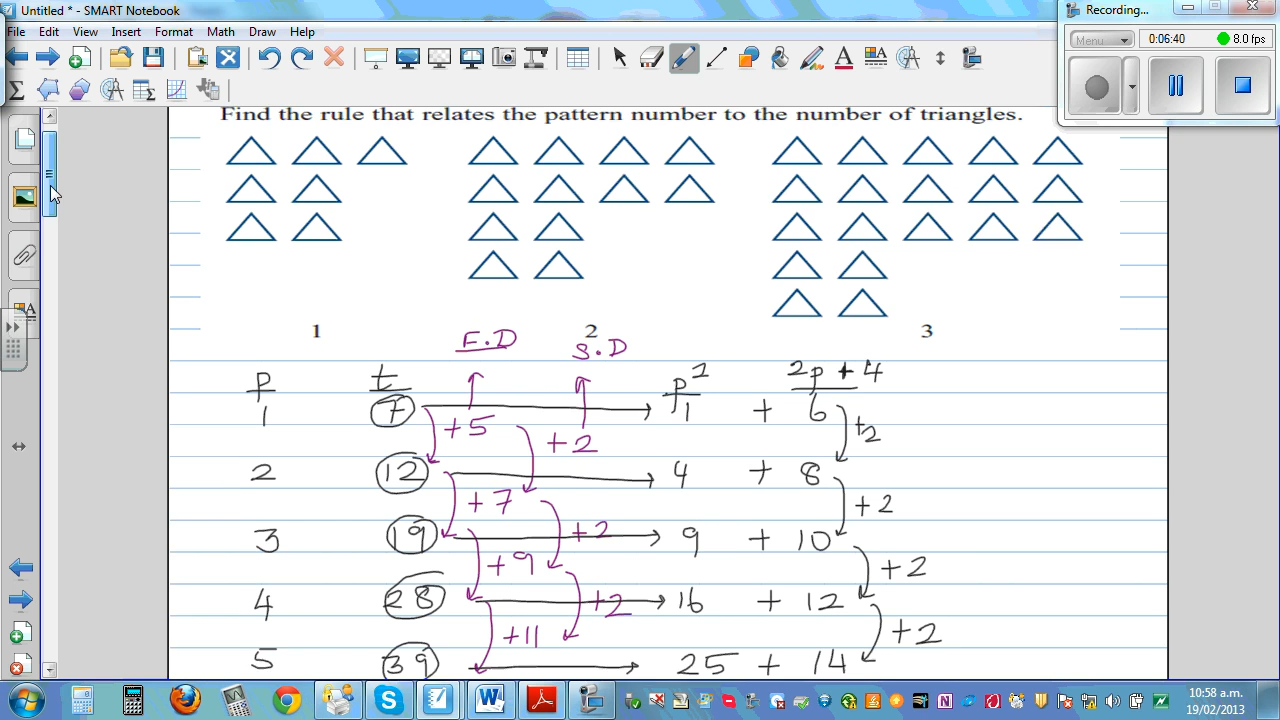 Untitled * - SMART Notebook
Recording...
File Edit View Insert Format Math Draw Help
Menu 00:06:40 8.0 fps
Find the rule that relates the pattern number to the number of triangles.
1 2 3
F.D S.D
p t p² 2p + 4
1 7 1 + 6
+5 +2 +2
2 12 4 + 8
+7 +2 +2
3 19 9 + 10
+9 +2 +2
4 28 16 + 12
+11 +2
5 39 25 + 14
10:58 a.m.
19/02/2013